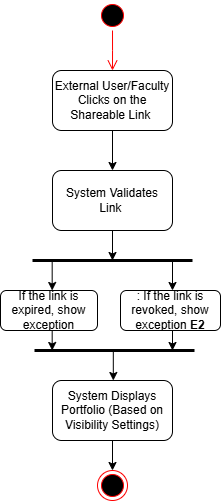 External User/Faculty
Clicks on the
Shareable Link
System Validates
Link
If the link is
expired, show
exception
: If the link is
revoked, show
exception E2
System Displays
Portfolio (Based on
Visibility Settings)